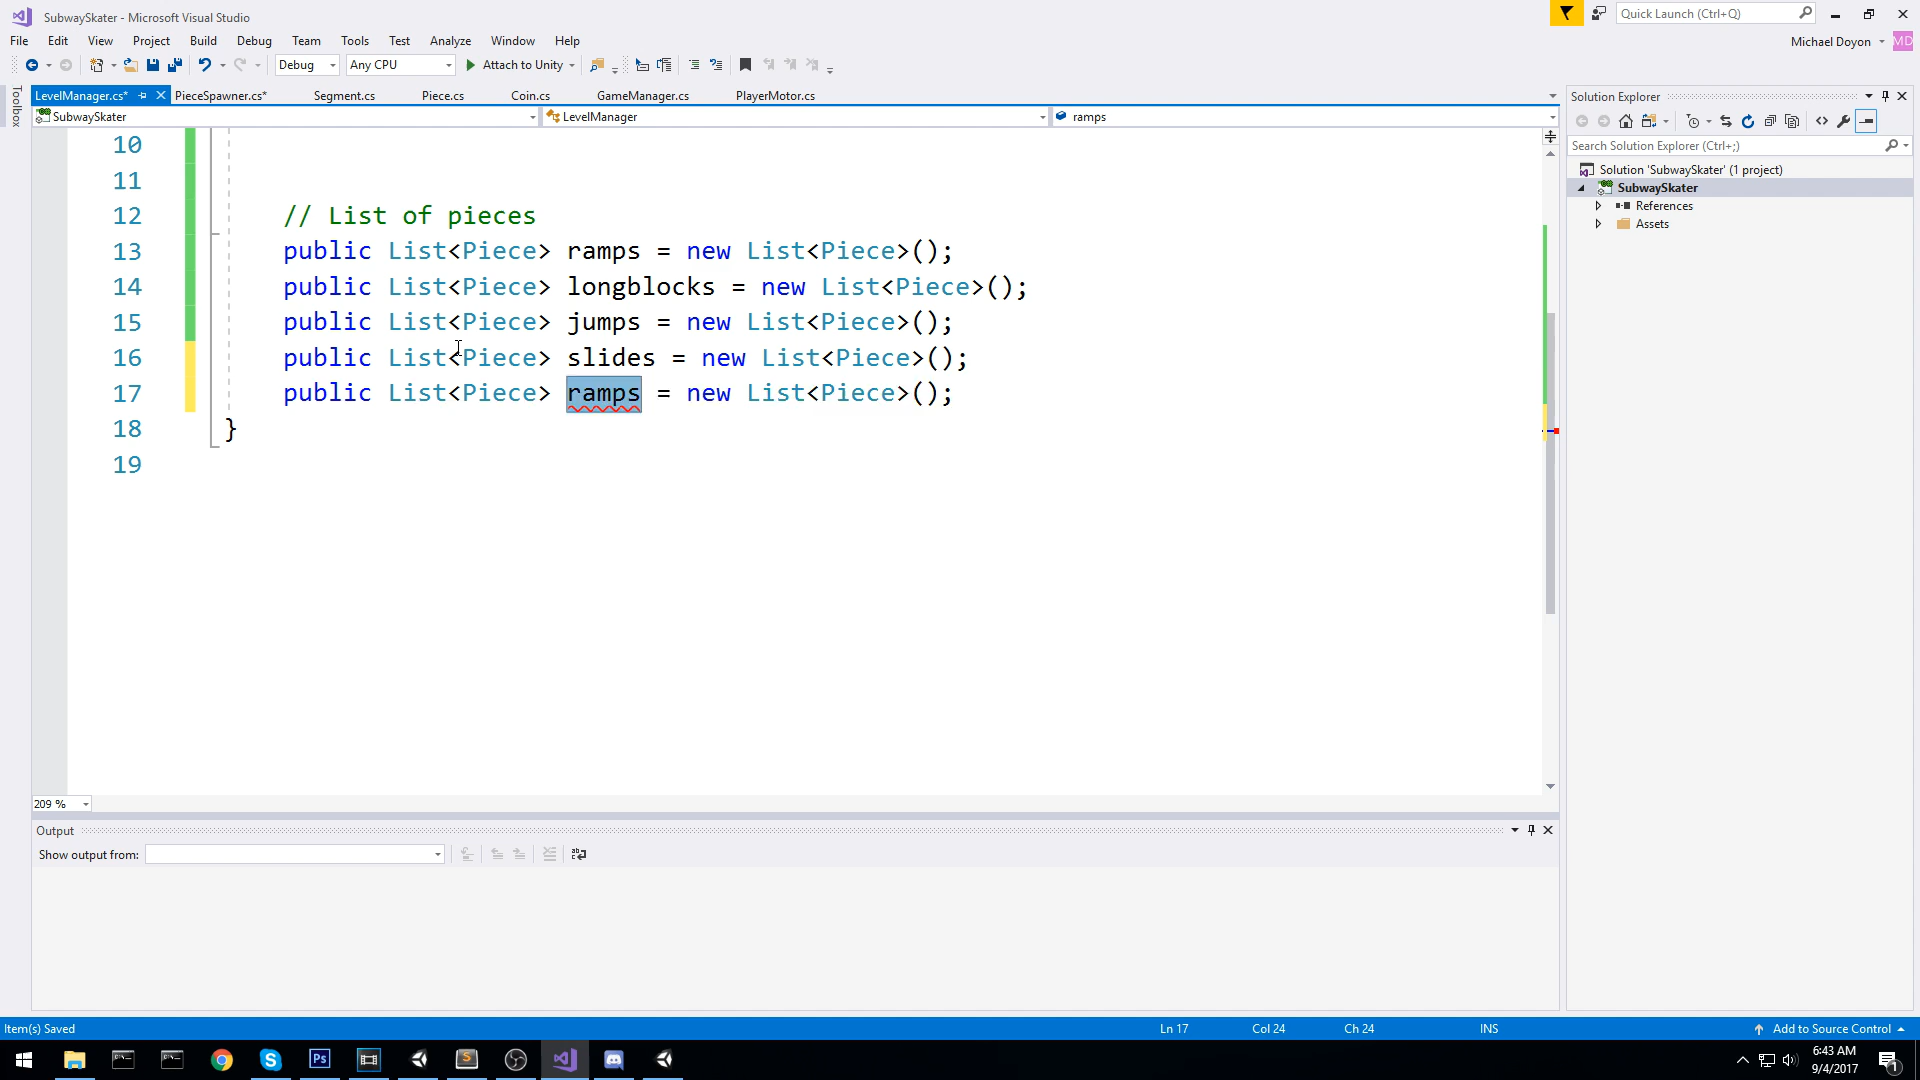 SubwaySkater - Microsoft Visual Studio
Quick Launch (Ctrl+Q)
File Edit View Project Build Debug Team Tools Test Analyze Window Help
Michael Doyon MD
Debug Any CPU Attach to Unity
Toolbox
LevelManager.cs* PieceSpawner.cs* Segment.cs Piece.cs Coin.cs GameManager.cs PlayerMotor.cs
SubwaySkater LevelManager ramps
10
11
12 // List of pieces
13 public List<Piece> ramps = new List<Piece>();
14 public List<Piece> longblocks = new List<Piece>();
15 public List<Piece> jumps = new List<Piece>();
16 public List<Piece> slides = new List<Piece>();
17 public List<Piece> ramps = new List<Piece>();
18 }
19
209 %
Output
Show output from:
Solution Explorer
Search Solution Explorer (Ctrl+;)
Solution 'SubwaySkater' (1 project)
SubwaySkater
References
Assets
Item(s) Saved Ln 17 Col 24 Ch 24 INS Add to Source Control
Ps
6:43 AM
9/4/2017
1